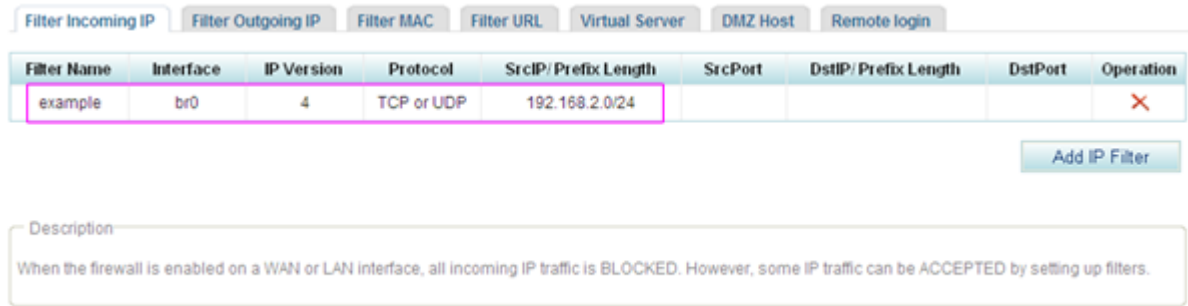 Filter Incoming IP Filter Outgoing IP Filter MAC Filter URL Virtual Server DMZ Host Remote login
Filter Name Interface IP Version Protocol SrcIP/ Prefix Length SrcPort DstIP/ Prefix Length DstPort Operation
example br0 4 TCP or UDP 192.168.2.0/24
Add IP Filter
Description
When the firewall is enabled on a WAN or LAN interface, all incoming IP traffic is BLOCKED. However, some IP traffic can be ACCEPTED by setting up filters.